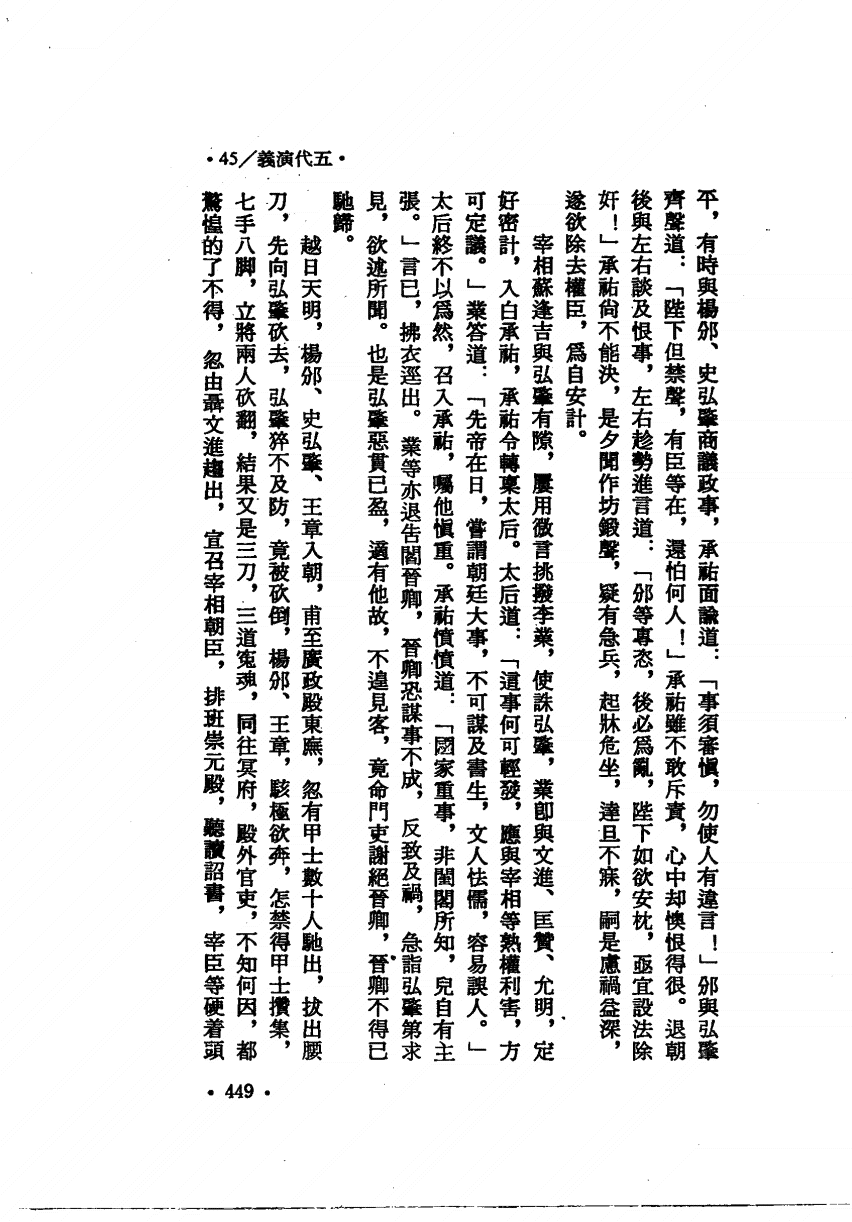 •45／義演代五•
平，有時與楊邠、史弘肇商議政事，承祐面諭道：「事須審愼，勿使人有違言！」邠與弘肇
齊聲道：「陛下但禁聲，有臣等在，還怕何人！」承祐雖不敢斥責，心中却懊恨得很。退朝
後與左右談及恨事，左右趁勢進言道：「邠等專恣，後必爲亂，陛下如欲安枕，亟宜設法除
奸！」承祐尙不能決，是夕聞作坊鍛聲，疑有急兵，起牀危坐，達旦不寐，嗣是慮禍益深，
遂欲除去權臣，爲自安計。
宰相蘇逢吉與弘肇有隙，屢用微言挑撥李業，使誅弘肇，業卽與文進、匡贊、允明，定
好密計，入白承祐，承祐令轉稟太后。太后道：「這事何可輕發，應與宰相等熟權利害，方
可定議。」業答道：「先帝在日，嘗謂朝廷大事，不可謀及書生，文人怯懦，容易誤人。」
太后終不以爲然，召入承祐，囑他愼重。承祐憤憤道：「國家重事，非閨閣所知，兒自有主
張。」言已，拂衣逕出。業等亦退告閻晉卿，晉卿恐謀事不成，反致及禍，急詣弘肇第求
見，欲述所聞。也是弘肇惡貫已盈，適有他故，不遑見客，竟命門吏謝絕晉卿，晉卿不得已
馳歸。
越日天明，楊邠、史弘肇、王章入朝，甫至廣政殿東廡，忽有甲士數十人馳出，拔出腰
刀，先向弘肇砍去，弘肇猝不及防，竟被砍倒，楊邠、王章，駭極欲奔，怎禁得甲士攢集，
七手八脚，立將兩人砍翻，結果又是三刀，三道寃魂，同往冥府，殿外官吏，不知何因，都
驚惶的了不得，忽由聶文進趨出，宣召宰相朝臣，排班崇元殿，聽讀詔書，宰臣等硬着頭
•449•